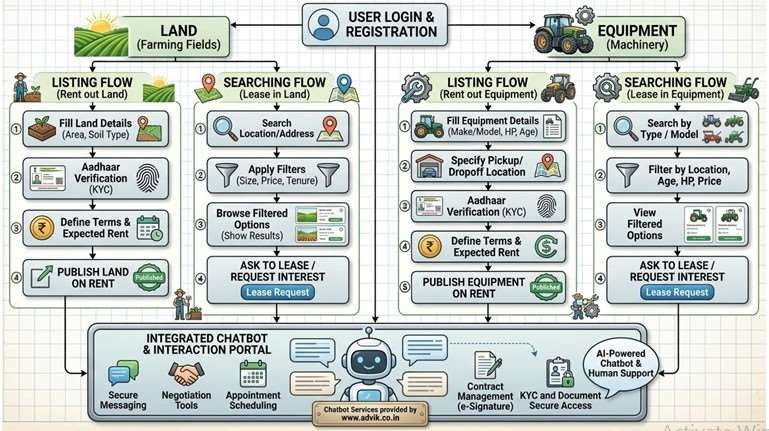 USER LOGIN &
REGISTRATION
LAND
(Farming Fields)
EQUIPMENT
(Machinery)
LISTING FLOW
(Rent out Land)
1
Fill Land Details
(Area, Soil Type)
2
Aadhaar
Verification
(KYC)
3
Define Terms &
Expected Rent
4
PUBLISH LAND
ON RENT
Published
SEARCHING FLOW
(Lease in Land)
1
Search
Location/Address
2
Apply Filters
(Size, Price, Tenure)
3
Browse Filtered
Options
(Show Results)
4
ASK TO LEASE /
REQUEST INTEREST
Lease Request
LISTING FLOW
(Rent out Equipment)
1
Fill Equipment Details
(Make/Model, HP, Age)
2
Specify Pickup/
Dropoff Location
3
Aadhaar
Verification (KYC)
4
Define Terms &
Expected Rent
5
PUBLISH EQUIPMENT
ON RENT
Published
SEARCHING FLOW
(Lease in Equipment)
1
Search by
Type / Model
2
Filter by Location,
Age, HP, Price
3
View
Filtered
Options
4
ASK TO LEASE /
REQUEST INTEREST
Lease Request
INTEGRATED CHATBOT
& INTERACTION PORTAL
Secure
Messaging
Negotiation
Tools
Appointment
Scheduling
Contract
Management
(e-Signature)
KYC and Document
Secure Access
AI-Powered
Chatbot &
Human Support
Chatbot Services provided by
www.advik.co.in